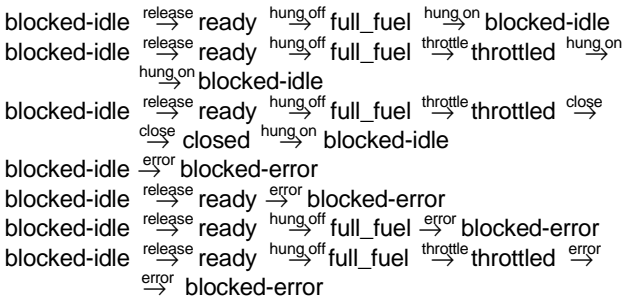 blocked-idle release→ ready hung off→ full_fuel hung on→ blocked-idle
blocked-idle release→ ready hung off→ full_fuel throttle→ throttled hung on→
hung on→ blocked-idle
blocked-idle release→ ready hung off→ full_fuel throttle→ throttled close→
close→ closed hung on→ blocked-idle
blocked-idle error→ blocked-error
blocked-idle release→ ready error→ blocked-error
blocked-idle release→ ready hung off→ full_fuel error→ blocked-error
blocked-idle release→ ready hung off→ full_fuel throttle→ throttled error→
error→ blocked-error